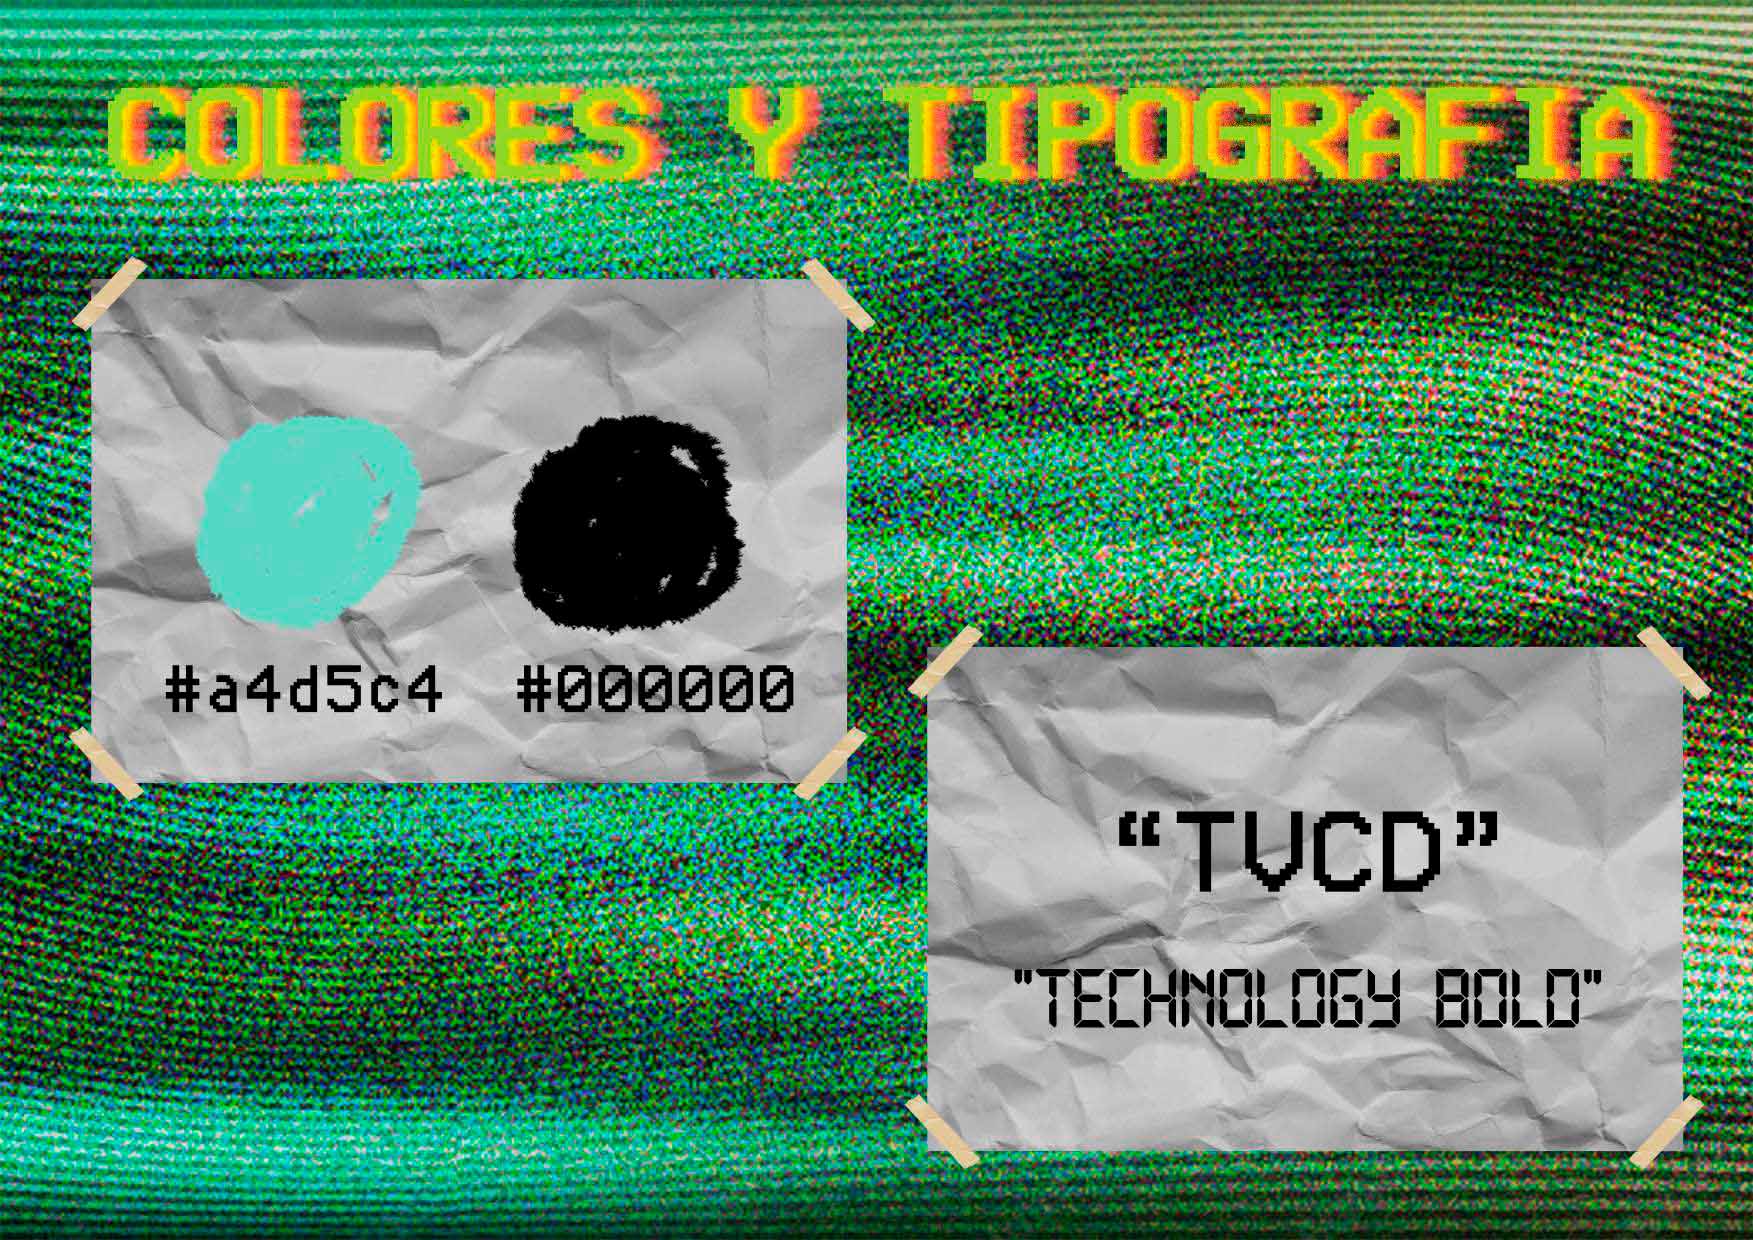 COLORES Y TIPOGRAFIA
#a4d5c4 #000000
“TVCD”
"TECHNOLOGY BOLD"